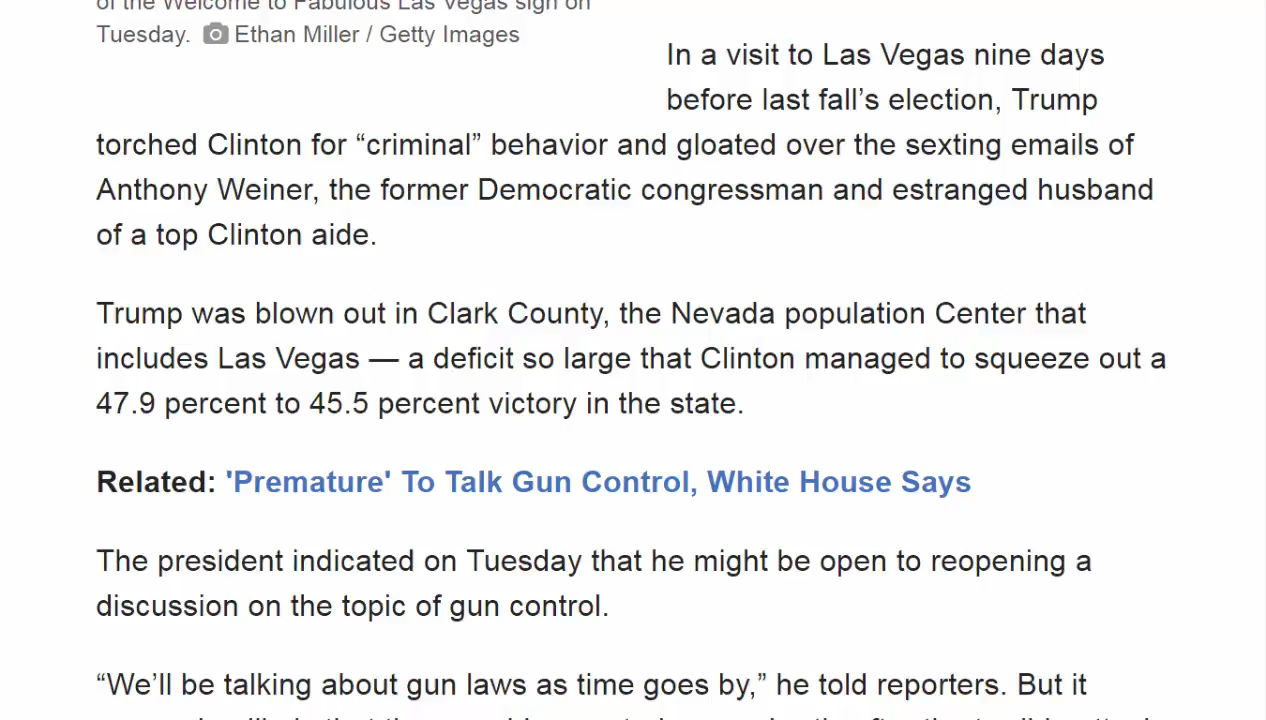 of the Welcome to Fabulous Las Vegas sign on
Tuesday. Ethan Miller / Getty Images
In a visit to Las Vegas nine days
before last fall’s election, Trump
torched Clinton for “criminal” behavior and gloated over the sexting emails of
Anthony Weiner, the former Democratic congressman and estranged husband
of a top Clinton aide.
Trump was blown out in Clark County, the Nevada population Center that
includes Las Vegas — a deficit so large that Clinton managed to squeeze out a
47.9 percent to 45.5 percent victory in the state.
Related: 'Premature' To Talk Gun Control, White House Says
The president indicated on Tuesday that he might be open to reopening a
discussion on the topic of gun control.
“We’ll be talking about gun laws as time goes by,” he told reporters. But it